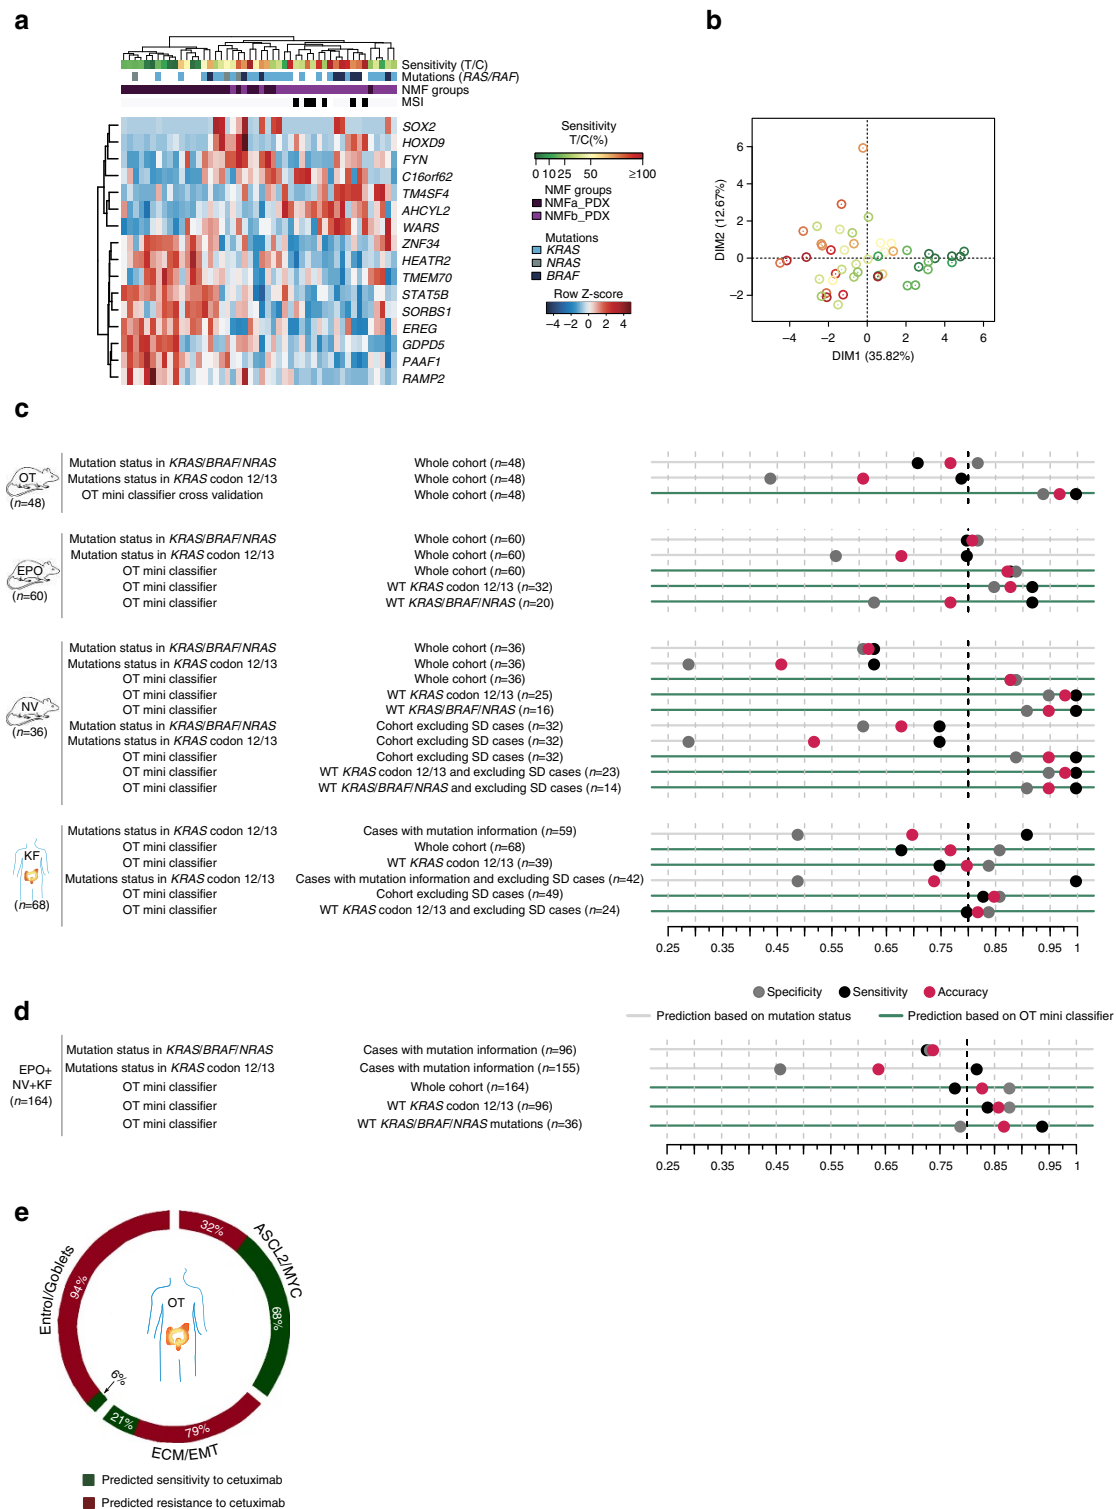 a
Sensitivity (T/C)
Mutations (RAS/RAF)
NMF groups
MSI
SOX2
HOXD9
FYN
C16orf62
TM4SF4
AHCYL2
WARS
ZNF34
HEATR2
TMEM70
STAT5B
SORBS1
EREG
GDPD5
PAAF1
RAMP2
Sensitivity
T/C(%)
0 10 25 50 ≥100
NMF groups
NMFa_PDX
NMFb_PDX
Mutations
KRAS
NRAS
BRAF
Row Z-score
−4 −2 0 2 4
b
DIM2 (12.67%)
6
4
2
0
−2
−4 −2 0 2 4 6
DIM1 (35.82%)
c
OT
(n=48)
Mutation status in KRAS/BRAF/NRAS Whole cohort (n=48)
Mutations status in KRAS codon 12/13 Whole cohort (n=48)
OT mini classifier cross validation Whole cohort (n=48)
EPO
(n=60)
Mutation status in KRAS/BRAF/NRAS Whole cohort (n=60)
Mutation status in KRAS codon 12/13 Whole cohort (n=60)
OT mini classifier Whole cohort (n=60)
OT mini classifier WT KRAS codon 12/13 (n=32)
OT mini classifier WT KRAS/BRAF/NRAS (n=20)
NV
(n=36)
Mutation status in KRAS/BRAF/NRAS Whole cohort (n=36)
Mutations status in KRAS codon 12/13 Whole cohort (n=36)
OT mini classifier Whole cohort (n=36)
OT mini classifier WT KRAS codon 12/13 (n=25)
OT mini classifier WT KRAS/BRAF/NRAS (n=16)
Mutation status in KRAS/BRAF/NRAS Cohort excluding SD cases (n=32)
Mutations status in KRAS codon 12/13 Cohort excluding SD cases (n=32)
OT mini classifier Cohort excluding SD cases (n=32)
OT mini classifier WT KRAS codon 12/13 and excluding SD cases (n=23)
OT mini classifier WT KRAS/BRAF/NRAS and excluding SD cases (n=14)
KF
(n=68)
Mutations status in KRAS codon 12/13 Cases with mutation information (n=59)
OT mini classifier Whole cohort (n=68)
OT mini classifier WT KRAS codon 12/13 (n=39)
Mutations status in KRAS codon 12/13 Cases with mutation information and excluding SD cases (n=42)
OT mini classifier Cohort excluding SD cases (n=49)
OT mini classifier WT KRAS codon 12/13 and excluding SD cases (n=24)
0.25 0.35 0.45 0.55 0.65 0.75 0.85 0.95 1
Specificity Sensitivity Accuracy
Prediction based on mutation status Prediction based on OT mini classifier
d
EPO+
NV+KF
(n=164)
Mutation status in KRAS/BRAF/NRAS Cases with mutation information (n=96)
Mutations status in KRAS codon 12/13 Cases with mutation information (n=155)
OT mini classifier Whole cohort (n=164)
OT mini classifier WT KRAS codon 12/13 (n=96)
OT mini classifier WT KRAS/BRAF/NRAS mutations (n=36)
0.25 0.35 0.45 0.55 0.65 0.75 0.85 0.95 1
e
Entrol/Goblets
ASCL2/MYC
ECM/EMT
OT
32%
68%
94%
6%
21%
79%
Predicted sensitivity to cetuximab
Predicted resistance to cetuximab